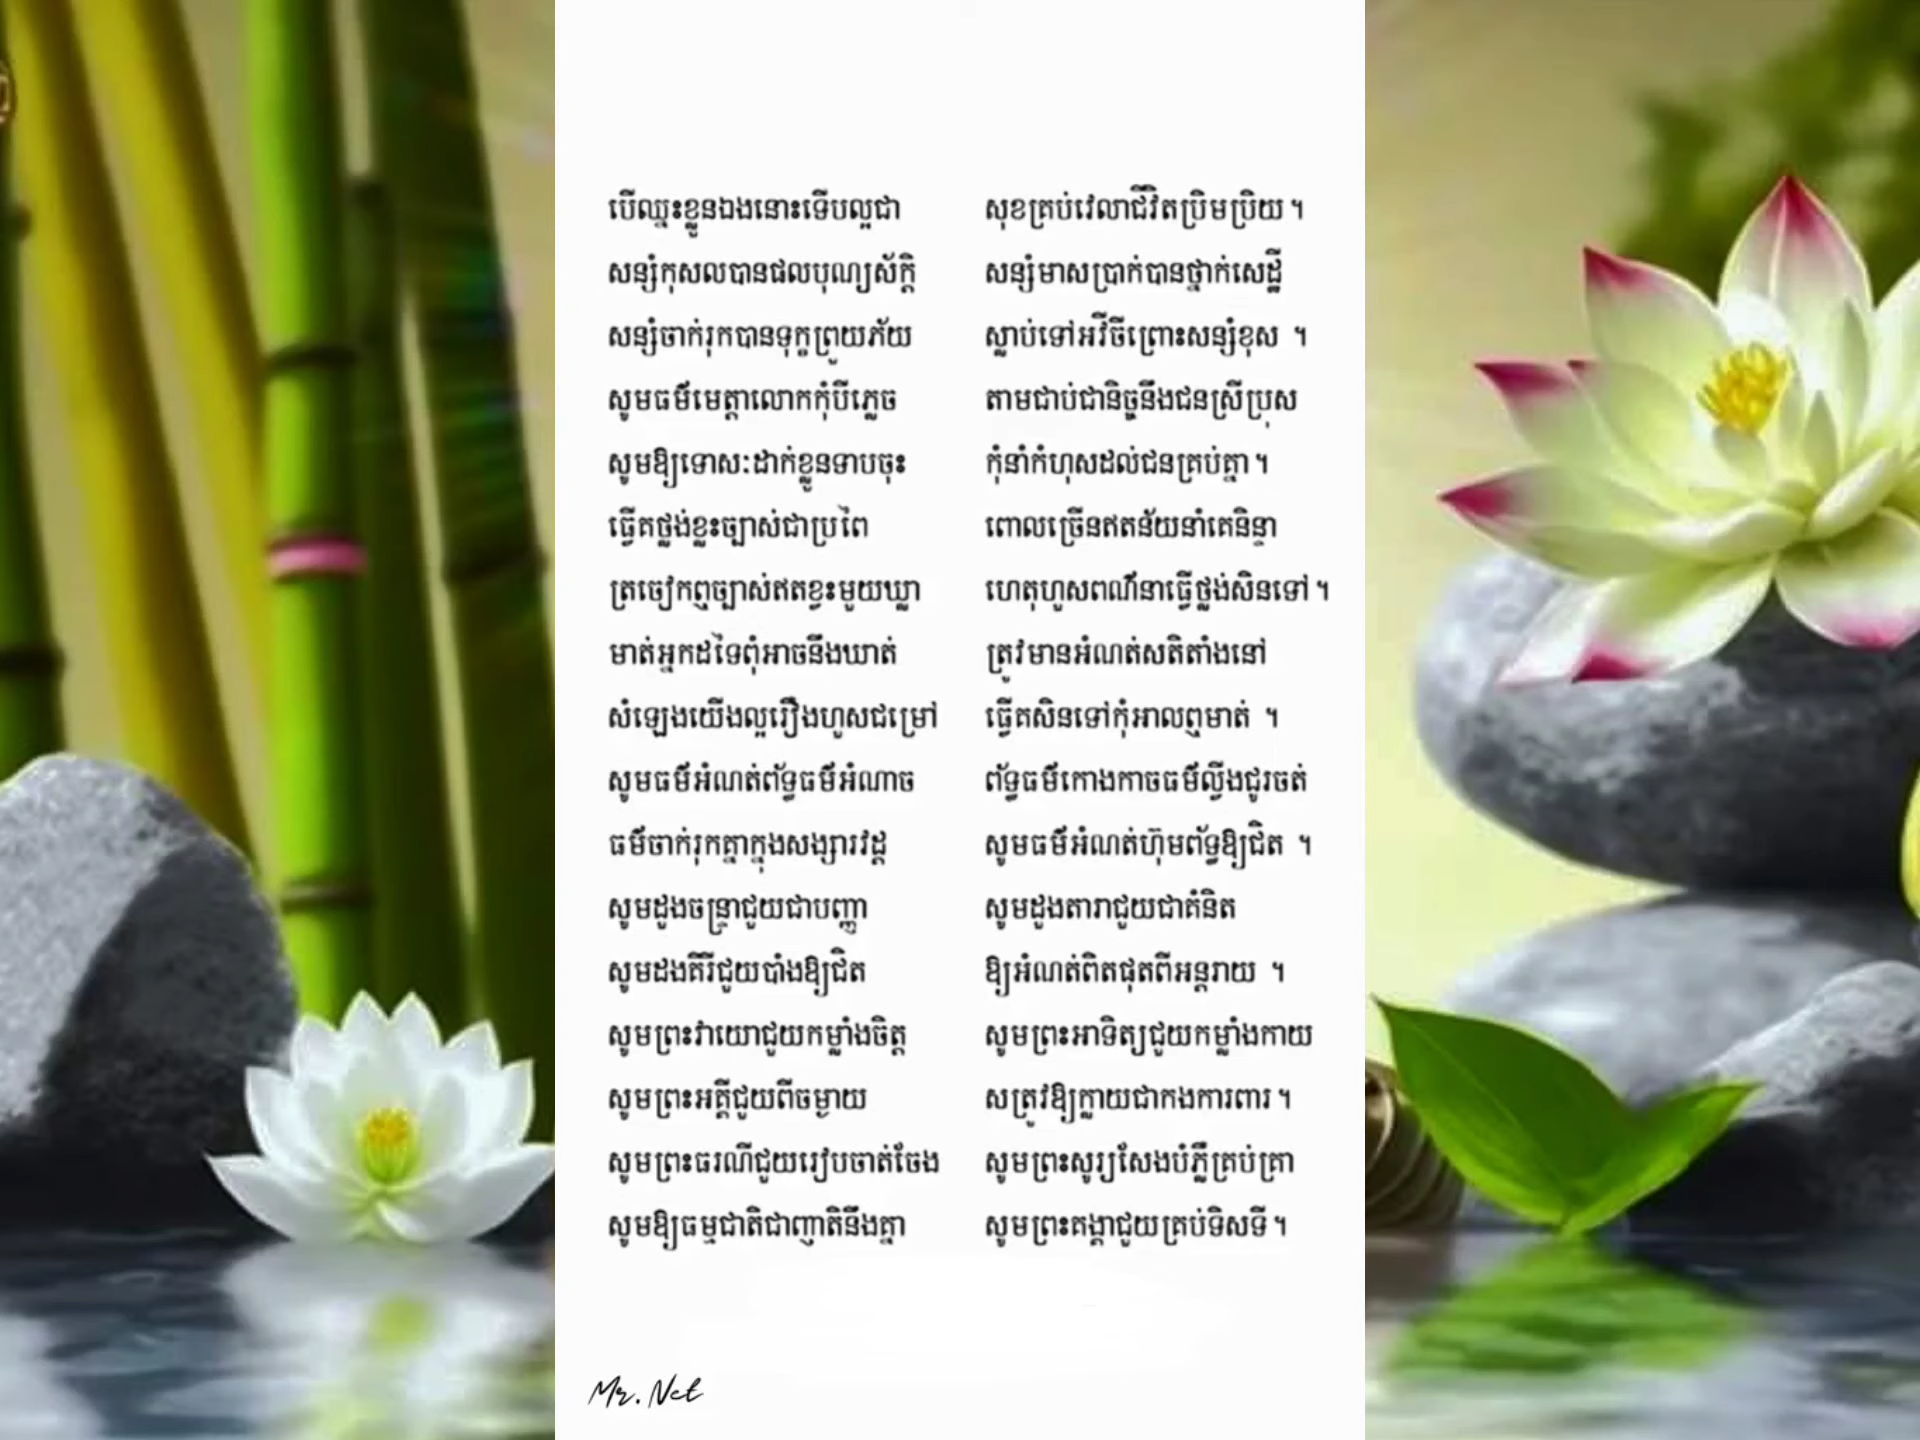 បើឈ្នះខ្លួនឯងនោះទើបល្អជា សុខគ្រប់វេលាជីវិតប្រិមប្រិយ។
សន្សំកុសលបានផលបុណ្យស័ក្តិ សន្សំមាសប្រាក់បានថ្នាក់សេដ្ឋី
សន្សំចាក់រុកបានទុក្ខព្រួយភ័យ ស្លាប់ទៅអវីចីព្រោះសន្សំខុស ។
សូមធម៌មេត្តាលោកកុំបីភ្លេច តាមជាប់ជានិច្ចនឹងជនស្រីប្រុស
សូមឱ្យទោសៈដាក់ខ្លួនទាបចុះ កុំនាំកំហុសដល់ជនគ្រប់គ្នា។
ធ្វើគថ្លង់ខ្លះច្បាស់ជាប្រពៃ ពោលច្រើនឥតន័យនាំគេនិន្ទា
ត្រចៀកឮច្បាស់ឥតខ្វះមួយឃ្លា ហេតុហួសពណ៌នាធ្វើថ្លង់សិនទៅ។
មាត់អ្នកដទៃពុំអាចនឹងឃាត់ ត្រូវមានអំណត់សតិតាំងនៅ
សំឡេងយើងល្អរឿងហួសជម្រៅ ធ្វើគសិនទៅកុំអាលឮមាត់ ។
សូមធម៌អំណត់ព័ទ្ធធម៌អំណាច ព័ទ្ធធម៌កោងកាចធម៌ល្វីងជូរចត់
ធម៌ចាក់រុកគ្នាក្នុងសង្សារវដ្ត សូមធម៌អំណត់ហ៊ុមព័ទ្ធឱ្យជិត ។
សូមដួងចន្ទ្រាជួយជាបញ្ញា សូមដួងតារាជួយជាគំនិត
សូមដងគិរីជួយបាំងឱ្យជិត ឱ្យអំណត់ពិតផុតពីអន្តរាយ ។
សូមព្រះវាយោជួយកម្លាំងចិត្ត សូមព្រះអាទិត្យជួយកម្លាំងកាយ
សូមព្រះអគ្គីជួយពីចម្ងាយ សត្រូវឱ្យក្លាយជាកងការពារ។
សូមព្រះធរណីជួយរៀបចាត់ចែង សូមព្រះសូរ្យសែងបំភ្លឺគ្រប់គ្រា
សូមឱ្យធម្មជាតិជាញាតិនឹងគ្នា សូមព្រះគង្គាជួយគ្រប់ទិសទី។
Mr. Net